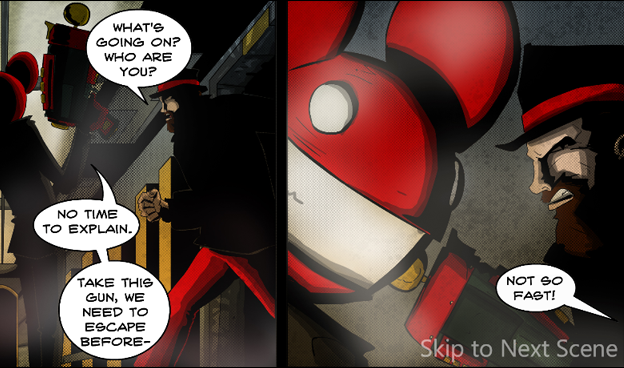 WHAT'S
GOING ON?
WHO ARE
YOU?
NO TIME
TO EXPLAIN.
TAKE THIS
GUN, WE
NEED TO
ESCAPE
BEFORE-
NOT SO
FAST!
Skip to Next Scene